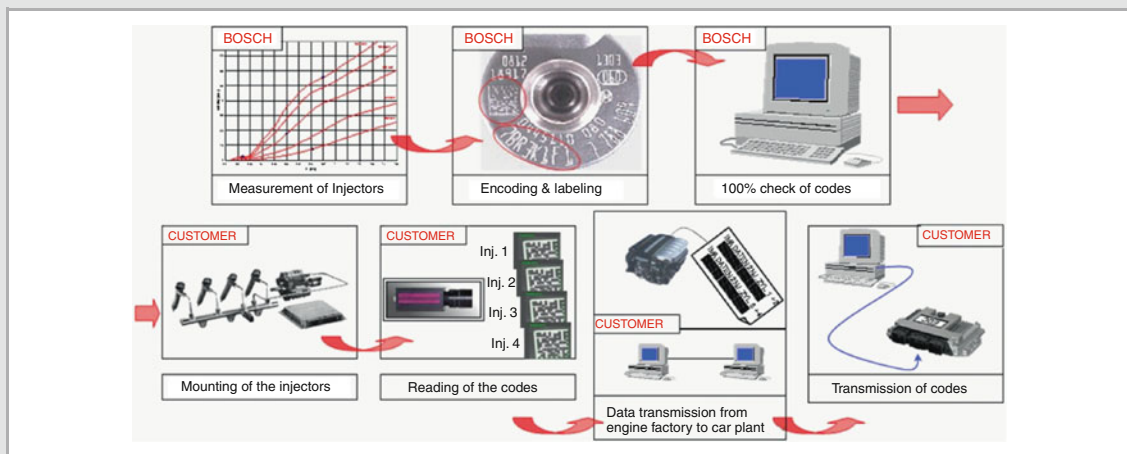 BOSCH
Measurement of Injectors
BOSCH
Encoding & labeling
BOSCH
100% check of codes
CUSTOMER
Mounting of the injectors
CUSTOMER
Inj. 1
Inj. 2
Inj. 3
Inj. 4
Reading of the codes
CUSTOMER
Data transmission from
engine factory to car plant
CUSTOMER
Transmission of codes